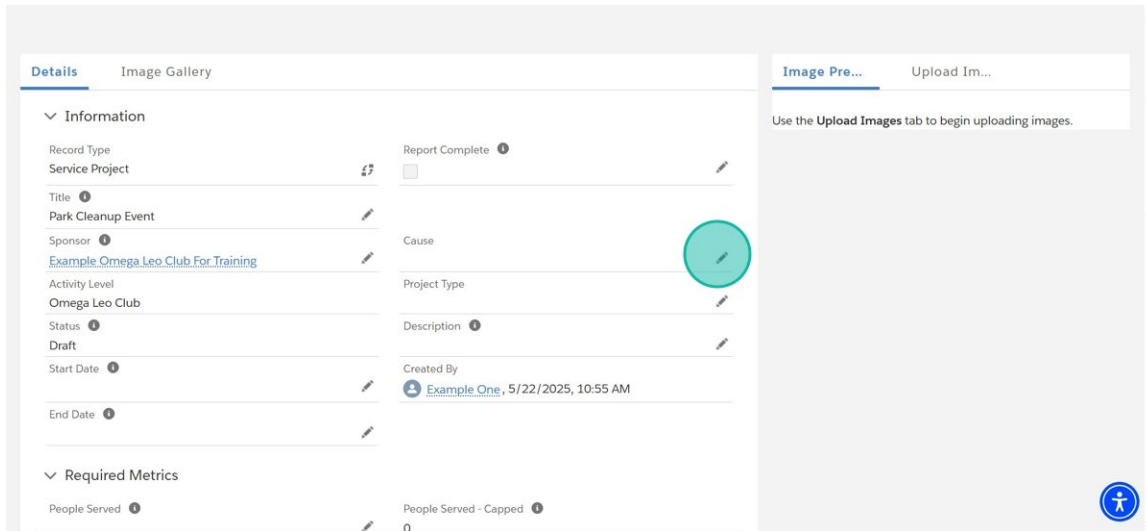 Details Image Gallery
Image Pre... Upload Im...
Use the Upload Images tab to begin uploading images.
Information
Record Type
Service Project
Report Complete
Title
Park Cleanup Event
Sponsor
Example Omega Leo Club For Training
Cause
Activity Level
Omega Leo Club
Project Type
Status
Draft
Description
Start Date
Created By
Example One, 5/22/2025, 10:55 AM
End Date
Required Metrics
People Served
People Served - Capped
0